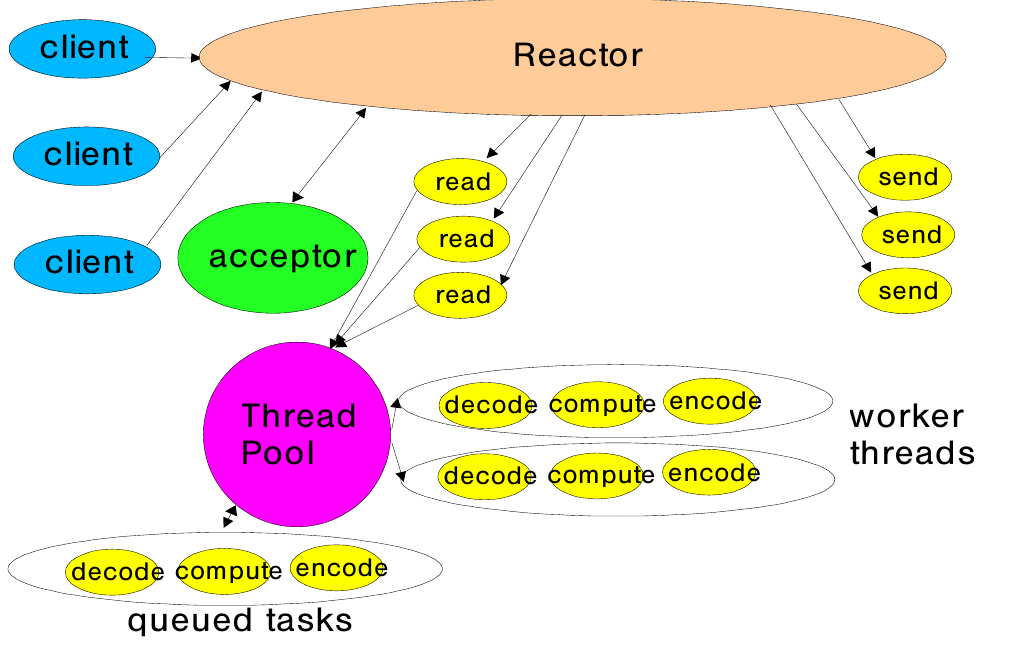 client
Reactor
client
client
acceptor
read
read
read
send
send
send
Thread
Pool
decode compute encode
decode compute encode
worker
threads
decode compute encode
queued tasks